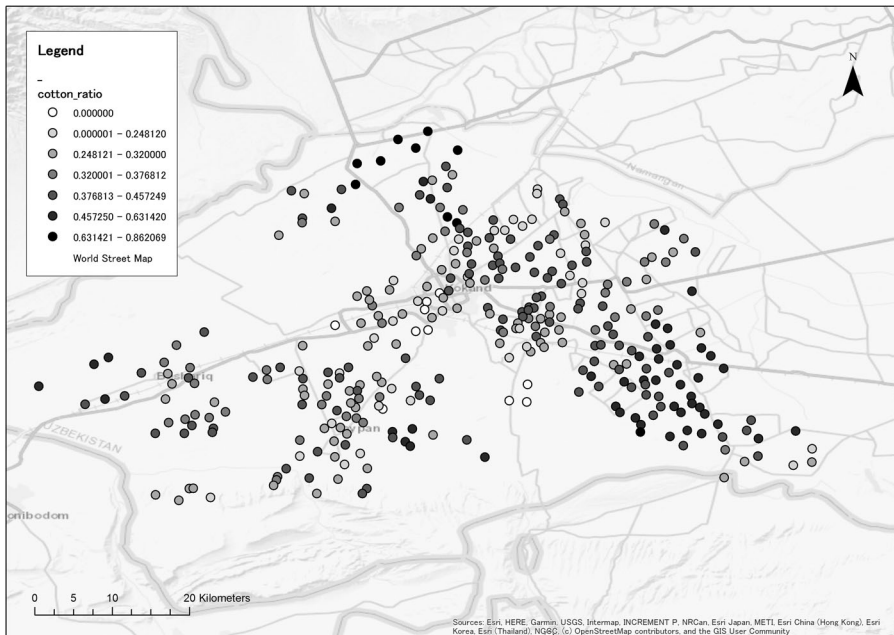 Legend
cotton_ratio
0.000000
0.000001 - 0.248120
0.248121 - 0.320000
0.320001 - 0.376812
0.376813 - 0.457249
0.457250 - 0.631420
0.631421 - 0.862069
World Street Map
N
Namangan
UZBEKISTAN
onibodom
0 5 10 20 Kilometers
Sources: Esri, HERE, Garmin, USGS, Intermap, INCREMENT P, NRCan, Esri Japan, METI, Esri China (Hong Kong), Esri
Korea, Esri (Thailand), NGCC, (c) OpenStreetMap contributors, and the GIS User Community